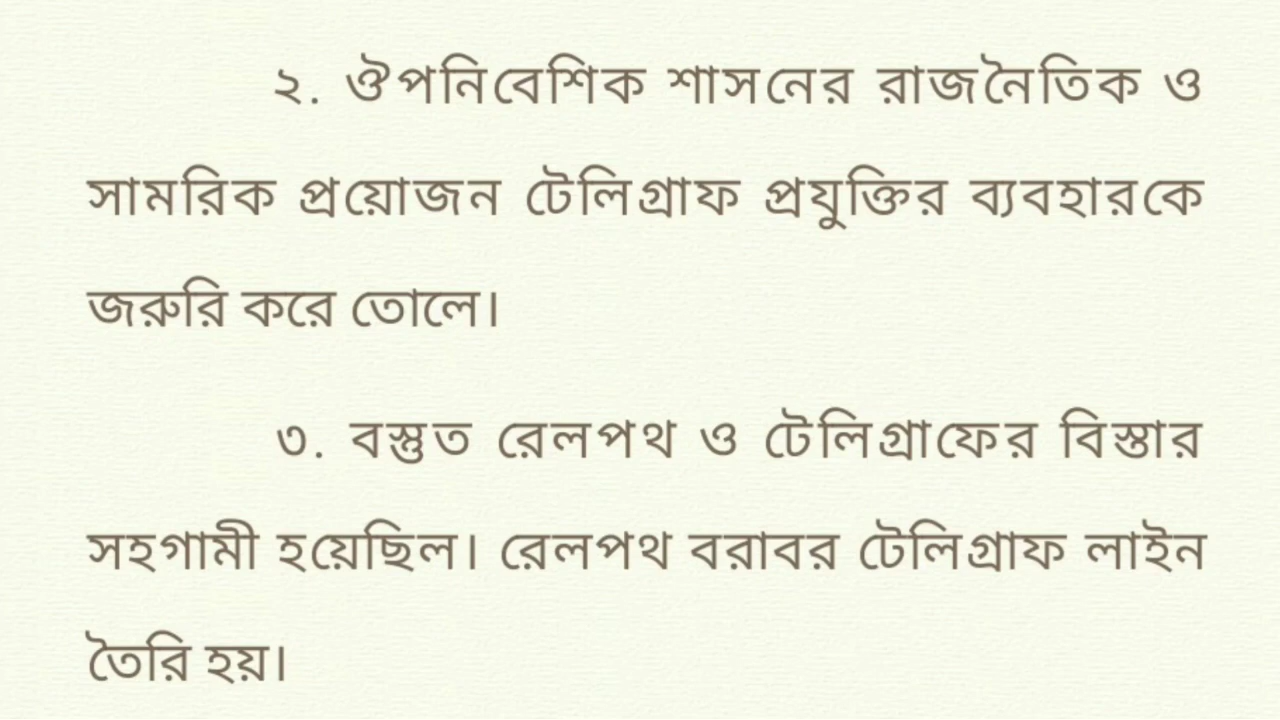 ২. ঔপনিবেশিক শাসনের রাজনৈতিক ও
সামরিক প্রয়োজন টেলিগ্রাফ প্রযুক্তির ব্যবহারকে
জরুরি করে তোলে।
৩. বস্তুত রেলপথ ও টেলিগ্রাফের বিস্তার
সহগামী হয়েছিল। রেলপথ বরাবর টেলিগ্রাফ লাইন
তৈরি হয়।